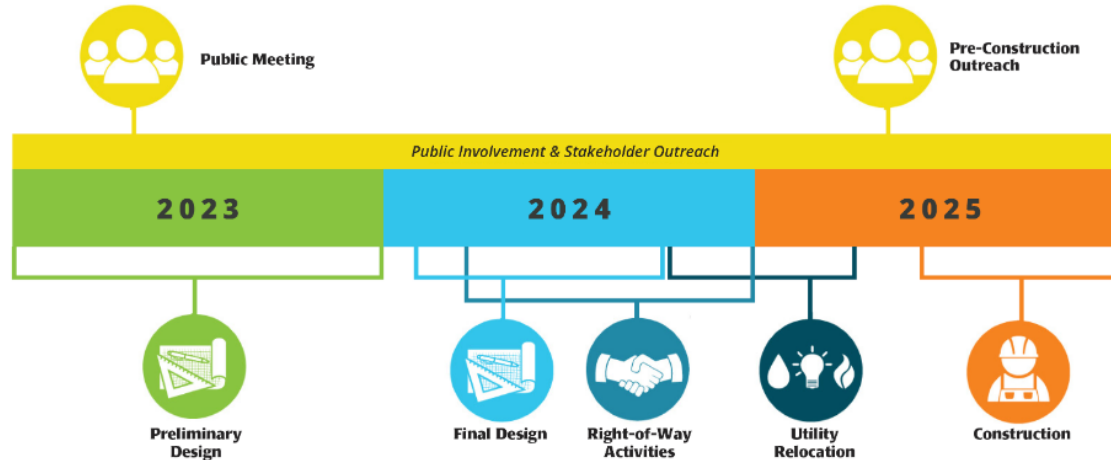 Public Meeting
Pre-Construction
Outreach
Public Involvement & Stakeholder Outreach
2023
2024
2025
Preliminary
Design
Final Design
Right-of-Way
Activities
Utility
Relocation
Construction